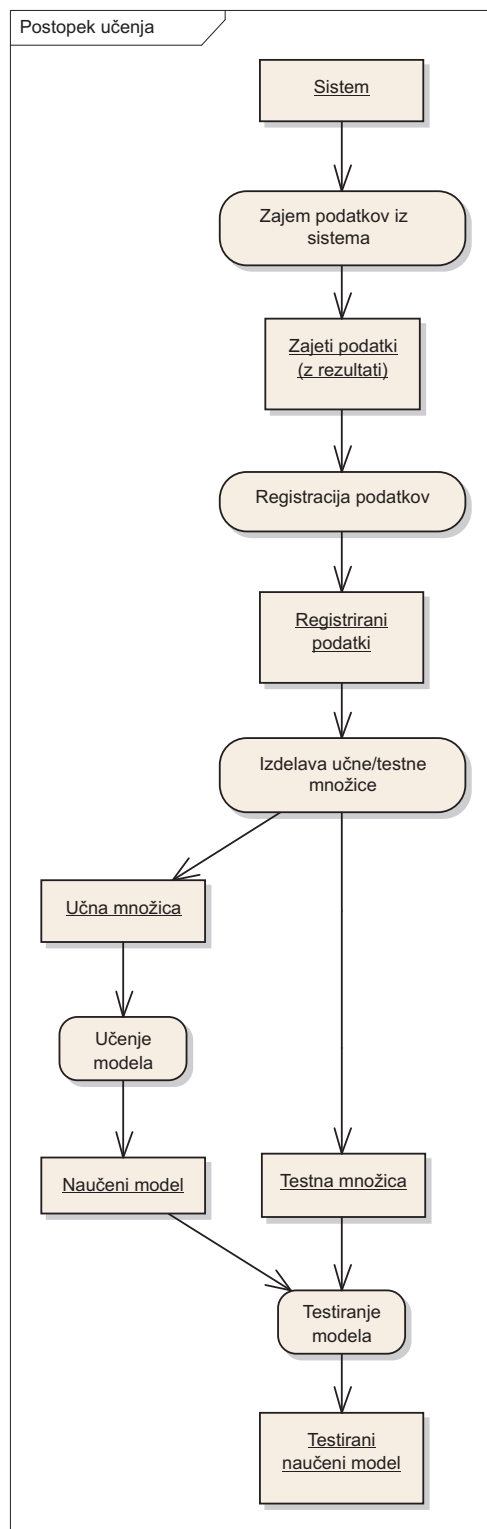 Postopek učenja
Sistem
Zajem podatkov iz
sistema
Zajeti podatki
(z rezultati)
Registracija podatkov
Registrirani
podatki
Izdelava učne/testne
množice
Učna množica
Učenje
modela
Naučeni model
Testna množica
Testiranje
modela
Testirani
naučeni model